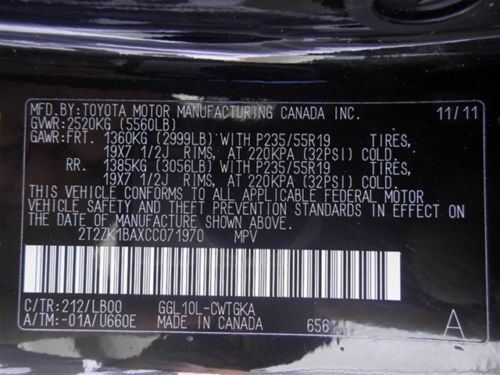 MFD.BY:TOYOTA MOTOR MANUFACTURING CANADA INC. 11/11
GVWR:2520KG (5560LB)
GAWR:FRT. 1360KG (2999LB) WITH P235/55R19 TIRES,
19X7 1/2J RIMS, AT 220KPA (32PSI) COLD.
RR. 1385KG (3056LB) WITH P235/55R19 TIRES,
19X7 1/2J RIMS, AT 220KPA (32PSI) COLD.
THIS VEHICLE CONFORMS TO ALL APPLICABLE FEDERAL MOTOR
VEHICLE SAFETY AND THEFT PREVENTION STANDARDS IN EFFECT
ON THE DATE OF MANUFACTURE SHOWN ABOVE.
2T2ZK1BAXCC071970 MPV
C/TR:212/LB00 GGL10L-CWTGKA
A/TM:-01A/U660E MADE IN CANADA 656 A